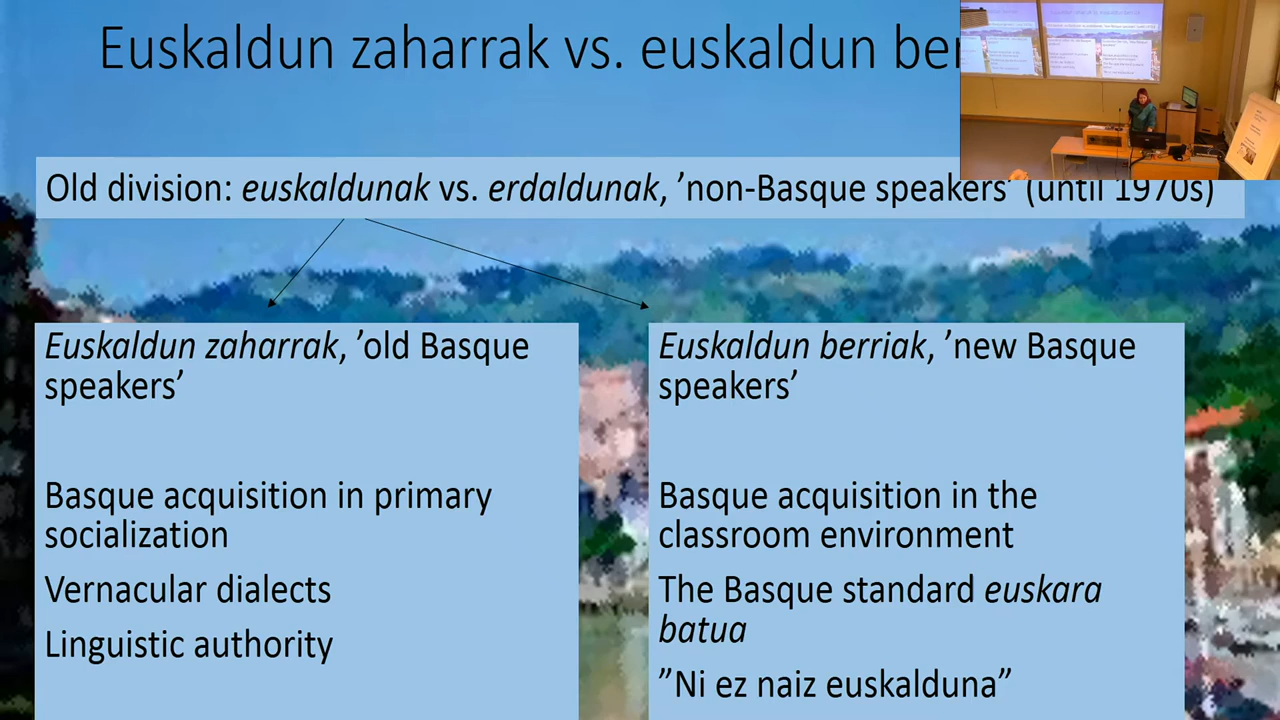 Euskaldun zaharrak vs. euskaldun
Old division: euskaldunak vs. erdaldunak, ’non-Basque speakers’ (until 1970s)
Euskaldun zaharrak, ’old Basque
speakers’
Basque acquisition in primary
socialization
Vernacular dialects
Linguistic authority
Euskaldun berriak, ’new Basque
speakers’
Basque acquisition in the
classroom environment
The Basque standard euskara
batua
”Ni ez naiz euskalduna”